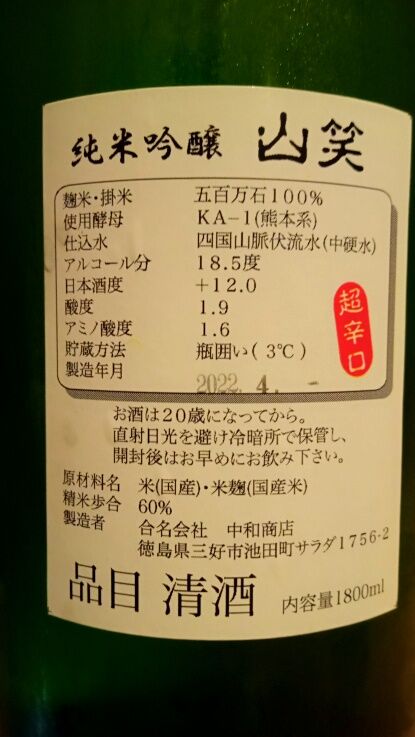 純米吟醸 山笑
麹米・掛米 五百万石100%
使用酵母 KA-1(熊本系)
仕込水 四国山脈伏流水(中硬水)
アルコール分 18.5度
日本酒度 +12.0
酸度 1.9
アミノ酸度 1.6
貯蔵方法 瓶囲い(3℃)
製造年月 2022. 4. -
超辛口
お酒は20歳になってから。
直射日光を避け冷暗所で保管し、
開封後はお早めにお飲み下さい。
原材料名 米(国産)・米麹(国産米)
精米歩合 60%
製造者 合名会社 中和商店
徳島県三好市池田町サラダ1756-2
品目 清酒 内容量1800ml